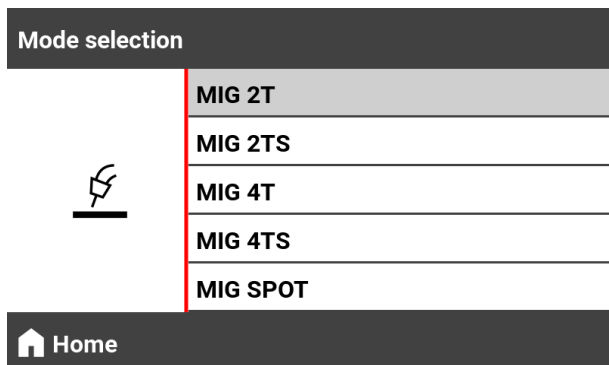 Mode selection
MIG 2T
MIG 2TS
MIG 4T
MIG 4TS
MIG SPOT
Home